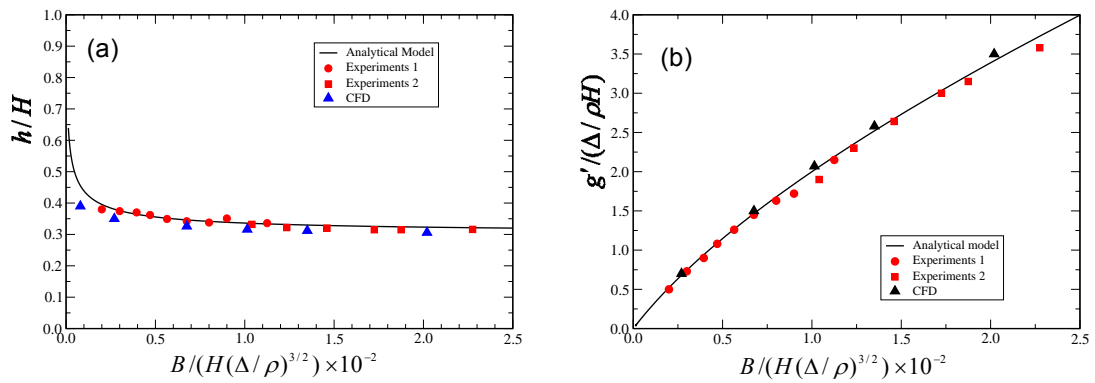 (a)
h/H
1.0
0.9
0.8
0.7
0.6
0.5
0.4
0.3
0.2
0.1
0.0
Analytical Model
Experiments 1
Experiments 2
CFD
0.0 0.5 1.0 1.5 2.0 2.5
B/(H(Δ/ρ)^{3/2})×10^{-2}
(b)
g'/(Δ/ρH)
4.0
3.5
3.0
2.5
2.0
1.5
1.0
0.5
0.0
Analytical model
Experiments 1
Experiments 2
CFD
0.0 0.5 1.0 1.5 2.0 2.5
B/(H(Δ/ρ)^{3/2})×10^{-2}